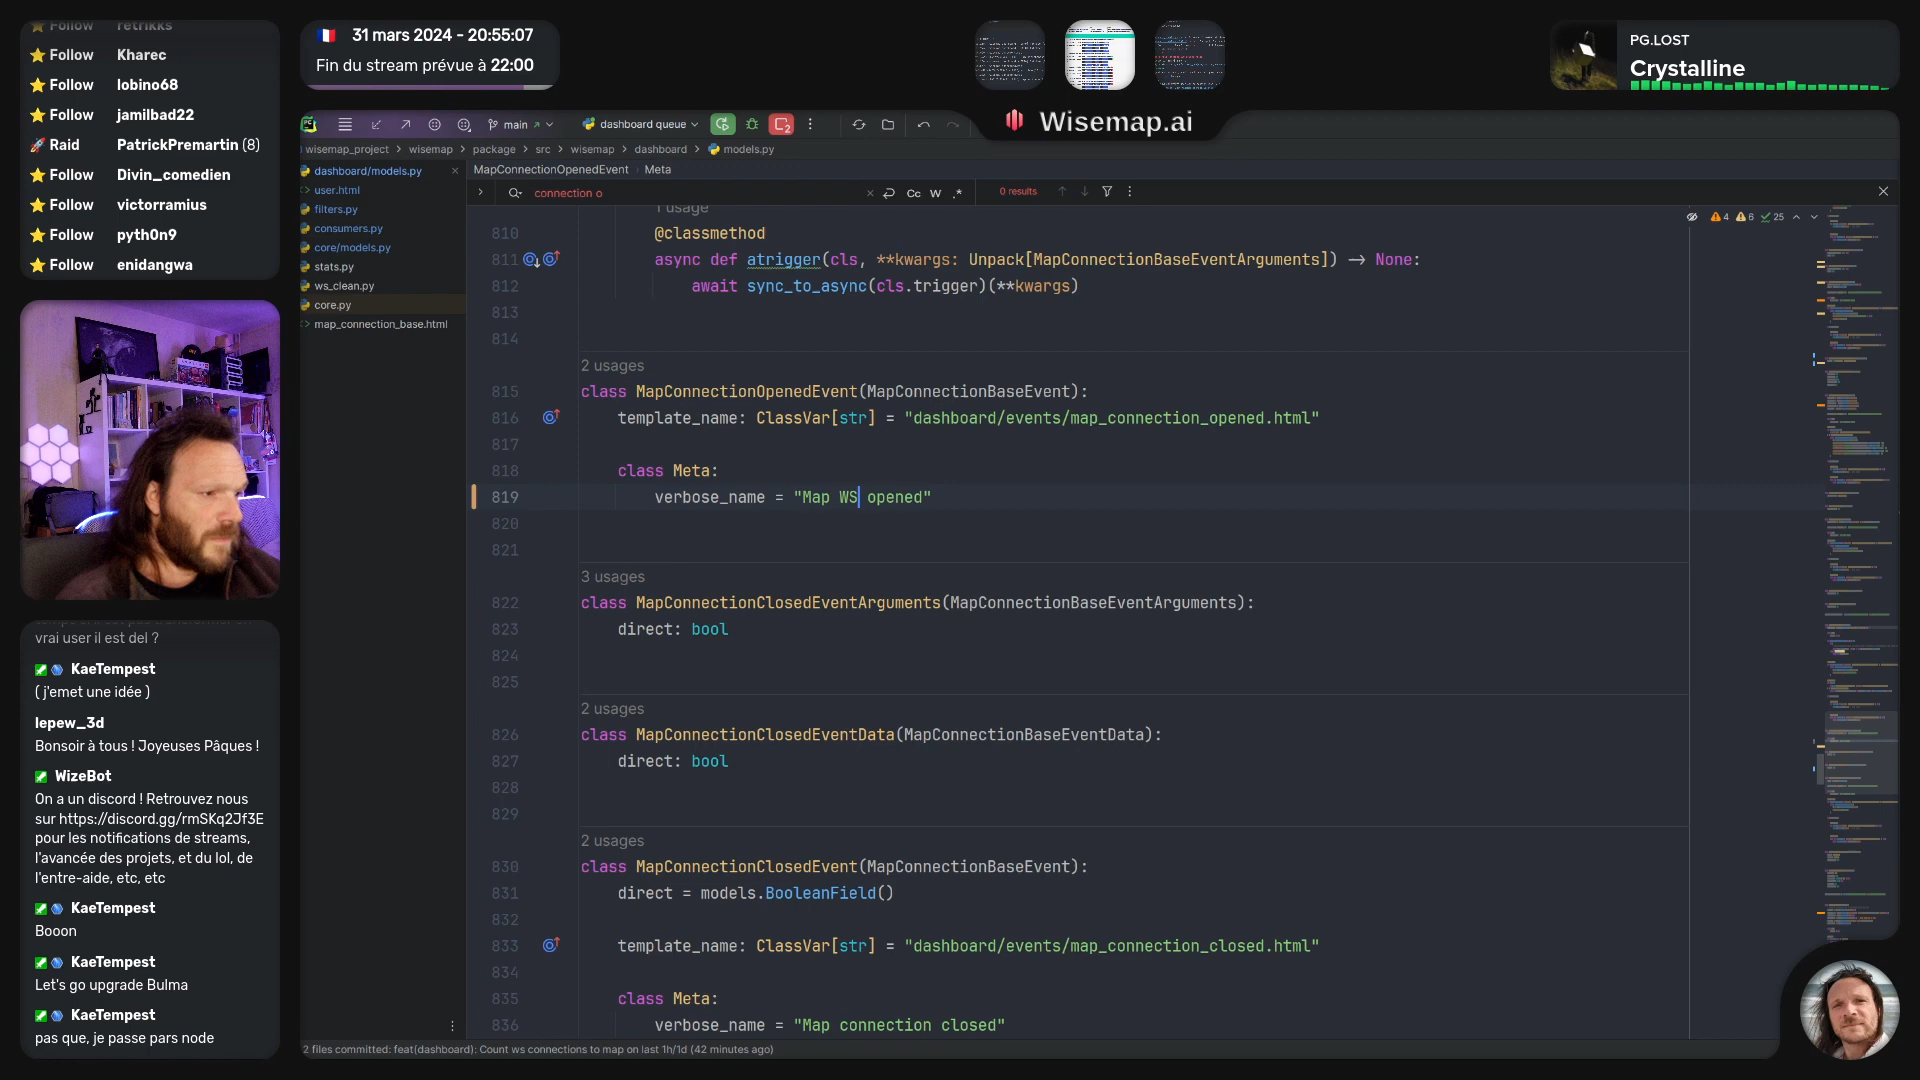 Follow retrikks
Follow Kharec
Follow lobino68
Follow jamilbad22
Raid PatrickPremartin (8)
Follow Divin_comedien
Follow victorramius
Follow pyth0n9
Follow enidangwa
31 mars 2024 - 20:55:07
Fin du stream prévue à 22:00
PG.LOST
Crystalline
Wisemap.ai
main
dashboard queue
wisemap_project > wisemap > package > src > wisemap > dashboard > models.py
dashboard/models.py
user.html
filters.py
consumers.py
core/models.py
stats.py
ws_clean.py
core.py
map_connection_base.html
MapConnectionOpenedEvent > Meta
connection o
Cc W .*
0 results
4 6 25
1 usage
810 @classmethod
811 async def atrigger(cls, **kwargs: Unpack[MapConnectionBaseEventArguments]) -> None:
812 await sync_to_async(cls.trigger)(**kwargs)
813
814
2 usages
815 class MapConnectionOpenedEvent(MapConnectionBaseEvent):
816 template_name: ClassVar[str] = "dashboard/events/map_connection_opened.html"
817
818 class Meta:
819 verbose_name = "Map WS opened"
820
821
3 usages
822 class MapConnectionClosedEventArguments(MapConnectionBaseEventArguments):
823 direct: bool
824
825
2 usages
826 class MapConnectionClosedEventData(MapConnectionBaseEventData):
827 direct: bool
828
829
2 usages
830 class MapConnectionClosedEvent(MapConnectionBaseEvent):
831 direct = models.BooleanField()
832
833 template_name: ClassVar[str] = "dashboard/events/map_connection_closed.html"
834
835 class Meta:
836 verbose_name = "Map connection closed"
2 files committed: feat(dashboard): Count ws connections to map on last 1h/1d (42 minutes ago)
vrai user il est del ?
KaeTempest
( j'emet une idée )
lepew_3d
Bonsoir à tous ! Joyeuses Pâques !
WizeBot
On a un discord ! Retrouvez nous
sur https://discord.gg/rmSKq2Jf3E
pour les notifications de streams,
l'avancée des projets, et du lol, de
l'entre-aide, etc, etc
KaeTempest
Booon
KaeTempest
Let's go upgrade Bulma
KaeTempest
pas que, je passe pars node